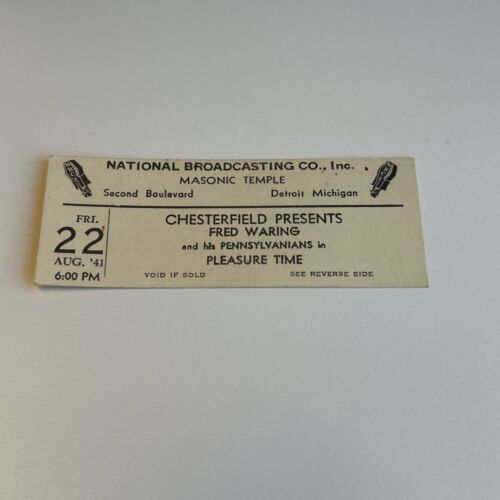 NATIONAL BROADCASTING CO., Inc.
MASONIC TEMPLE
Second Boulevard Detroit Michigan
FRI.
22
AUG. '41
6:00 PM
CHESTERFIELD PRESENTS
FRED WARING
and his PENNSYLVANIANS in
PLEASURE TIME
VOID IF SOLD SEE REVERSE SIDE